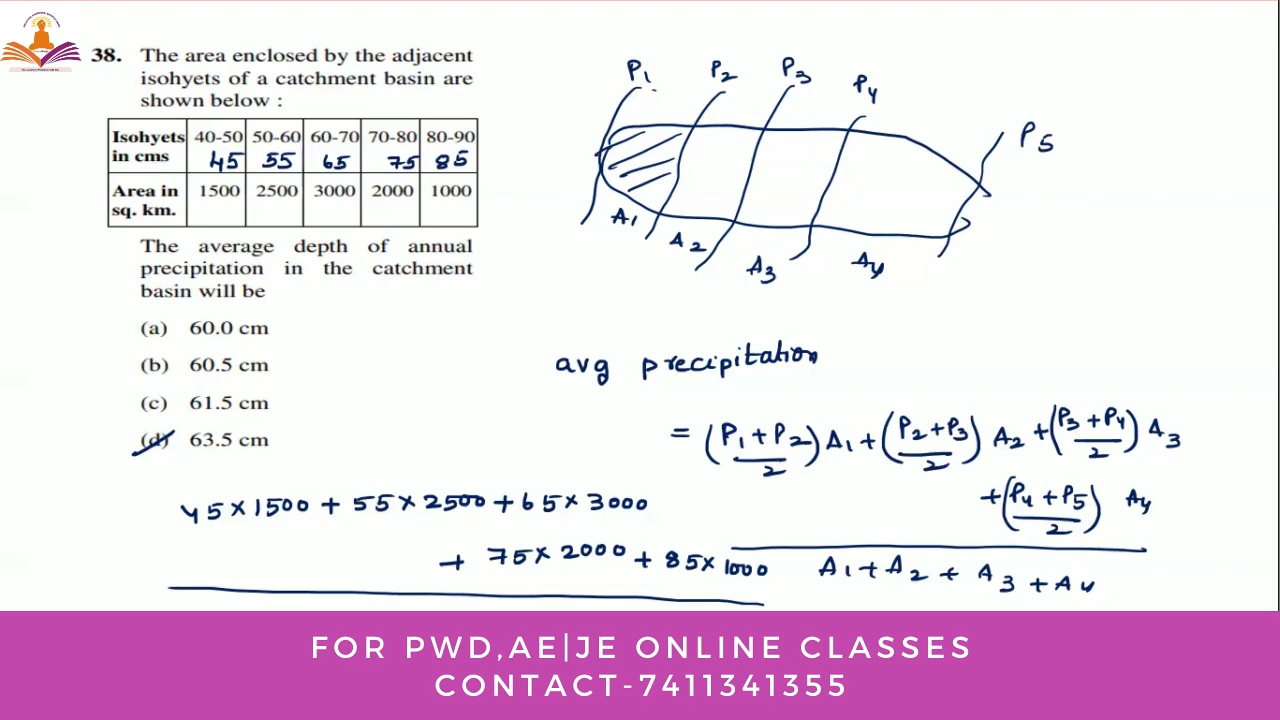 38. The area enclosed by the adjacent
isohyets of a catchment basin are
shown below :
Isohyets in cms 40-50 50-60 60-70 70-80 80-90
45 55 65 75 85
Area in sq. km. 1500 2500 3000 2000 1000
The average depth of annual
precipitation in the catchment
basin will be
(a) 60.0 cm
(b) 60.5 cm
(c) 61.5 cm
(d) 63.5 cm
P1 P2 P3 P4 P5
A1 A2 A3 A4
avg precipitation
= (P1 + P2)/2 A1 + (P2+P3)/2 A2 + (P3 + P4)/2 A3
+ (P4 + P5)/2 A4
A1 + A2 + A3 + A4
45 × 1500 + 55 × 2500 + 65 × 3000
+ 75 × 2000 + 85 × 1000
FOR PWD,AE|JE ONLINE CLASSES
CONTACT-7411341355